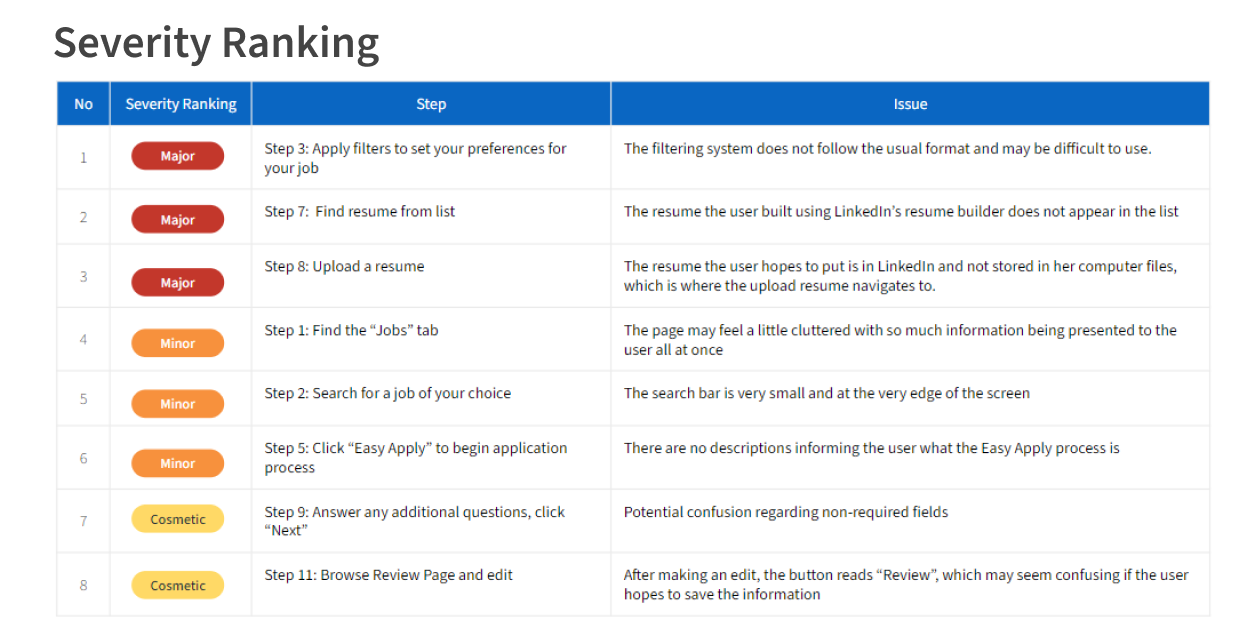 Severity Ranking
No Severity Ranking Step Issue
1 Major Step 3: Apply filters to set your preferences for The filtering system does not follow the usual format and may be difficult to use.
your job
2 Major Step 7:  Find resume from list The resume the user built using LinkedIn’s resume builder does not appear in the list
3 Major Step 8: Upload a resume The resume the user hopes to put is in LinkedIn and not stored in her computer files,
which is where the upload resume navigates to.
4 Minor Step 1: Find the “Jobs” tab The page may feel a little cluttered with so much information being presented to the
user all at once
5 Minor Step 2: Search for a job of your choice The search bar is very small and at the very edge of the screen
6 Minor Step 5: Click “Easy Apply” to begin application There are no descriptions informing the user what the Easy Apply process is
process
7 Cosmetic Step 9: Answer any additional questions, click Potential confusion regarding non-required fields
“Next”
8 Cosmetic Step 11: Browse Review Page and edit After making an edit, the button reads “Review”, which may seem confusing if the user
hopes to save the information